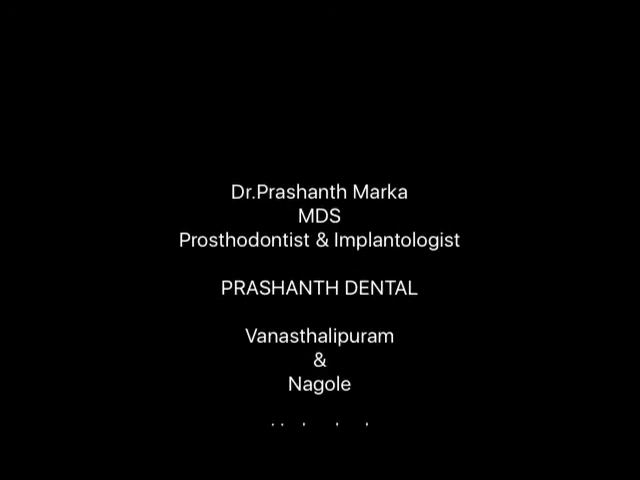 Dr.Prashanth Marka
MDS
Prosthodontist & Implantologist
PRASHANTH DENTAL
Vanasthalipuram
&
Nagole